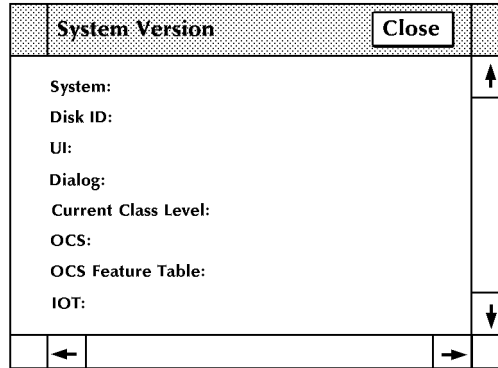 System Version
Close
System:
Disk ID:
UI:
Dialog:
Current Class Level:
OCS:
OCS Feature Table:
IOT: